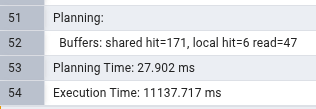 51 Planning:
52 Buffers: shared hit=171, local hit=6 read=47
53 Planning Time: 27.902 ms
54 Execution Time: 11137.717 ms